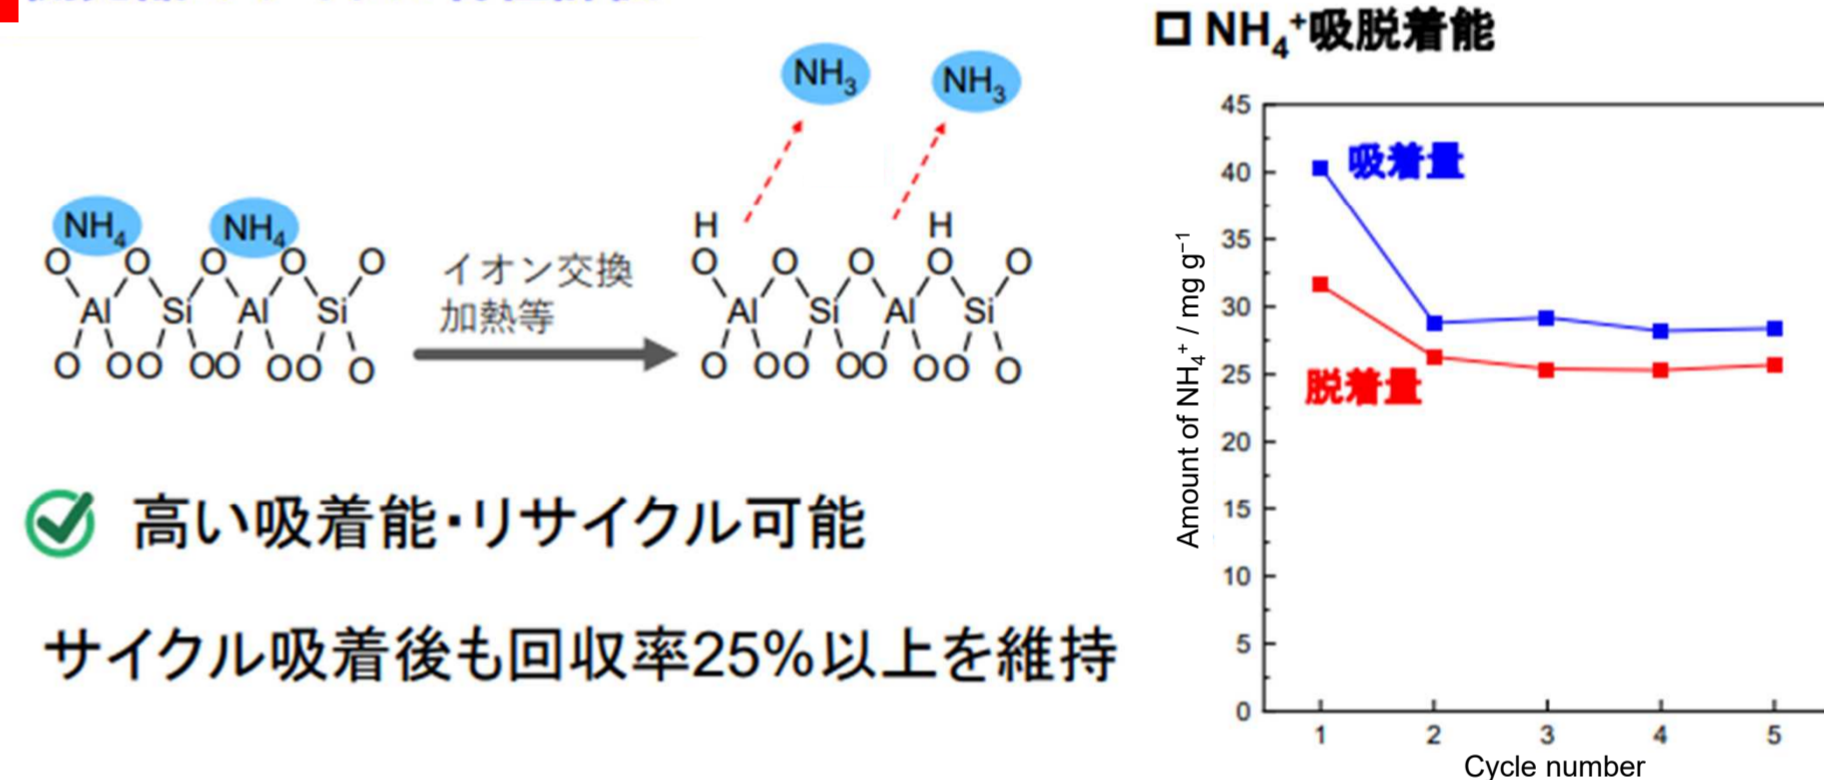 NH₃ NH₃
NH₄ NH₄
H H
O O O O O
O O O O O
Al Si Al Si
Al Si Al Si
O OO OO OO O
O OO OO OO O
イオン交換
加熱等
高い吸着能・リサイクル可能
サイクル吸着後も回収率25%以上を維持
□ NH₄⁺吸脱着能
吸着量
脱着量
Amount of NH₄⁺ / mg g⁻¹
45
40
35
30
25
20
15
10
5
0
1 2 3 4 5
Cycle number